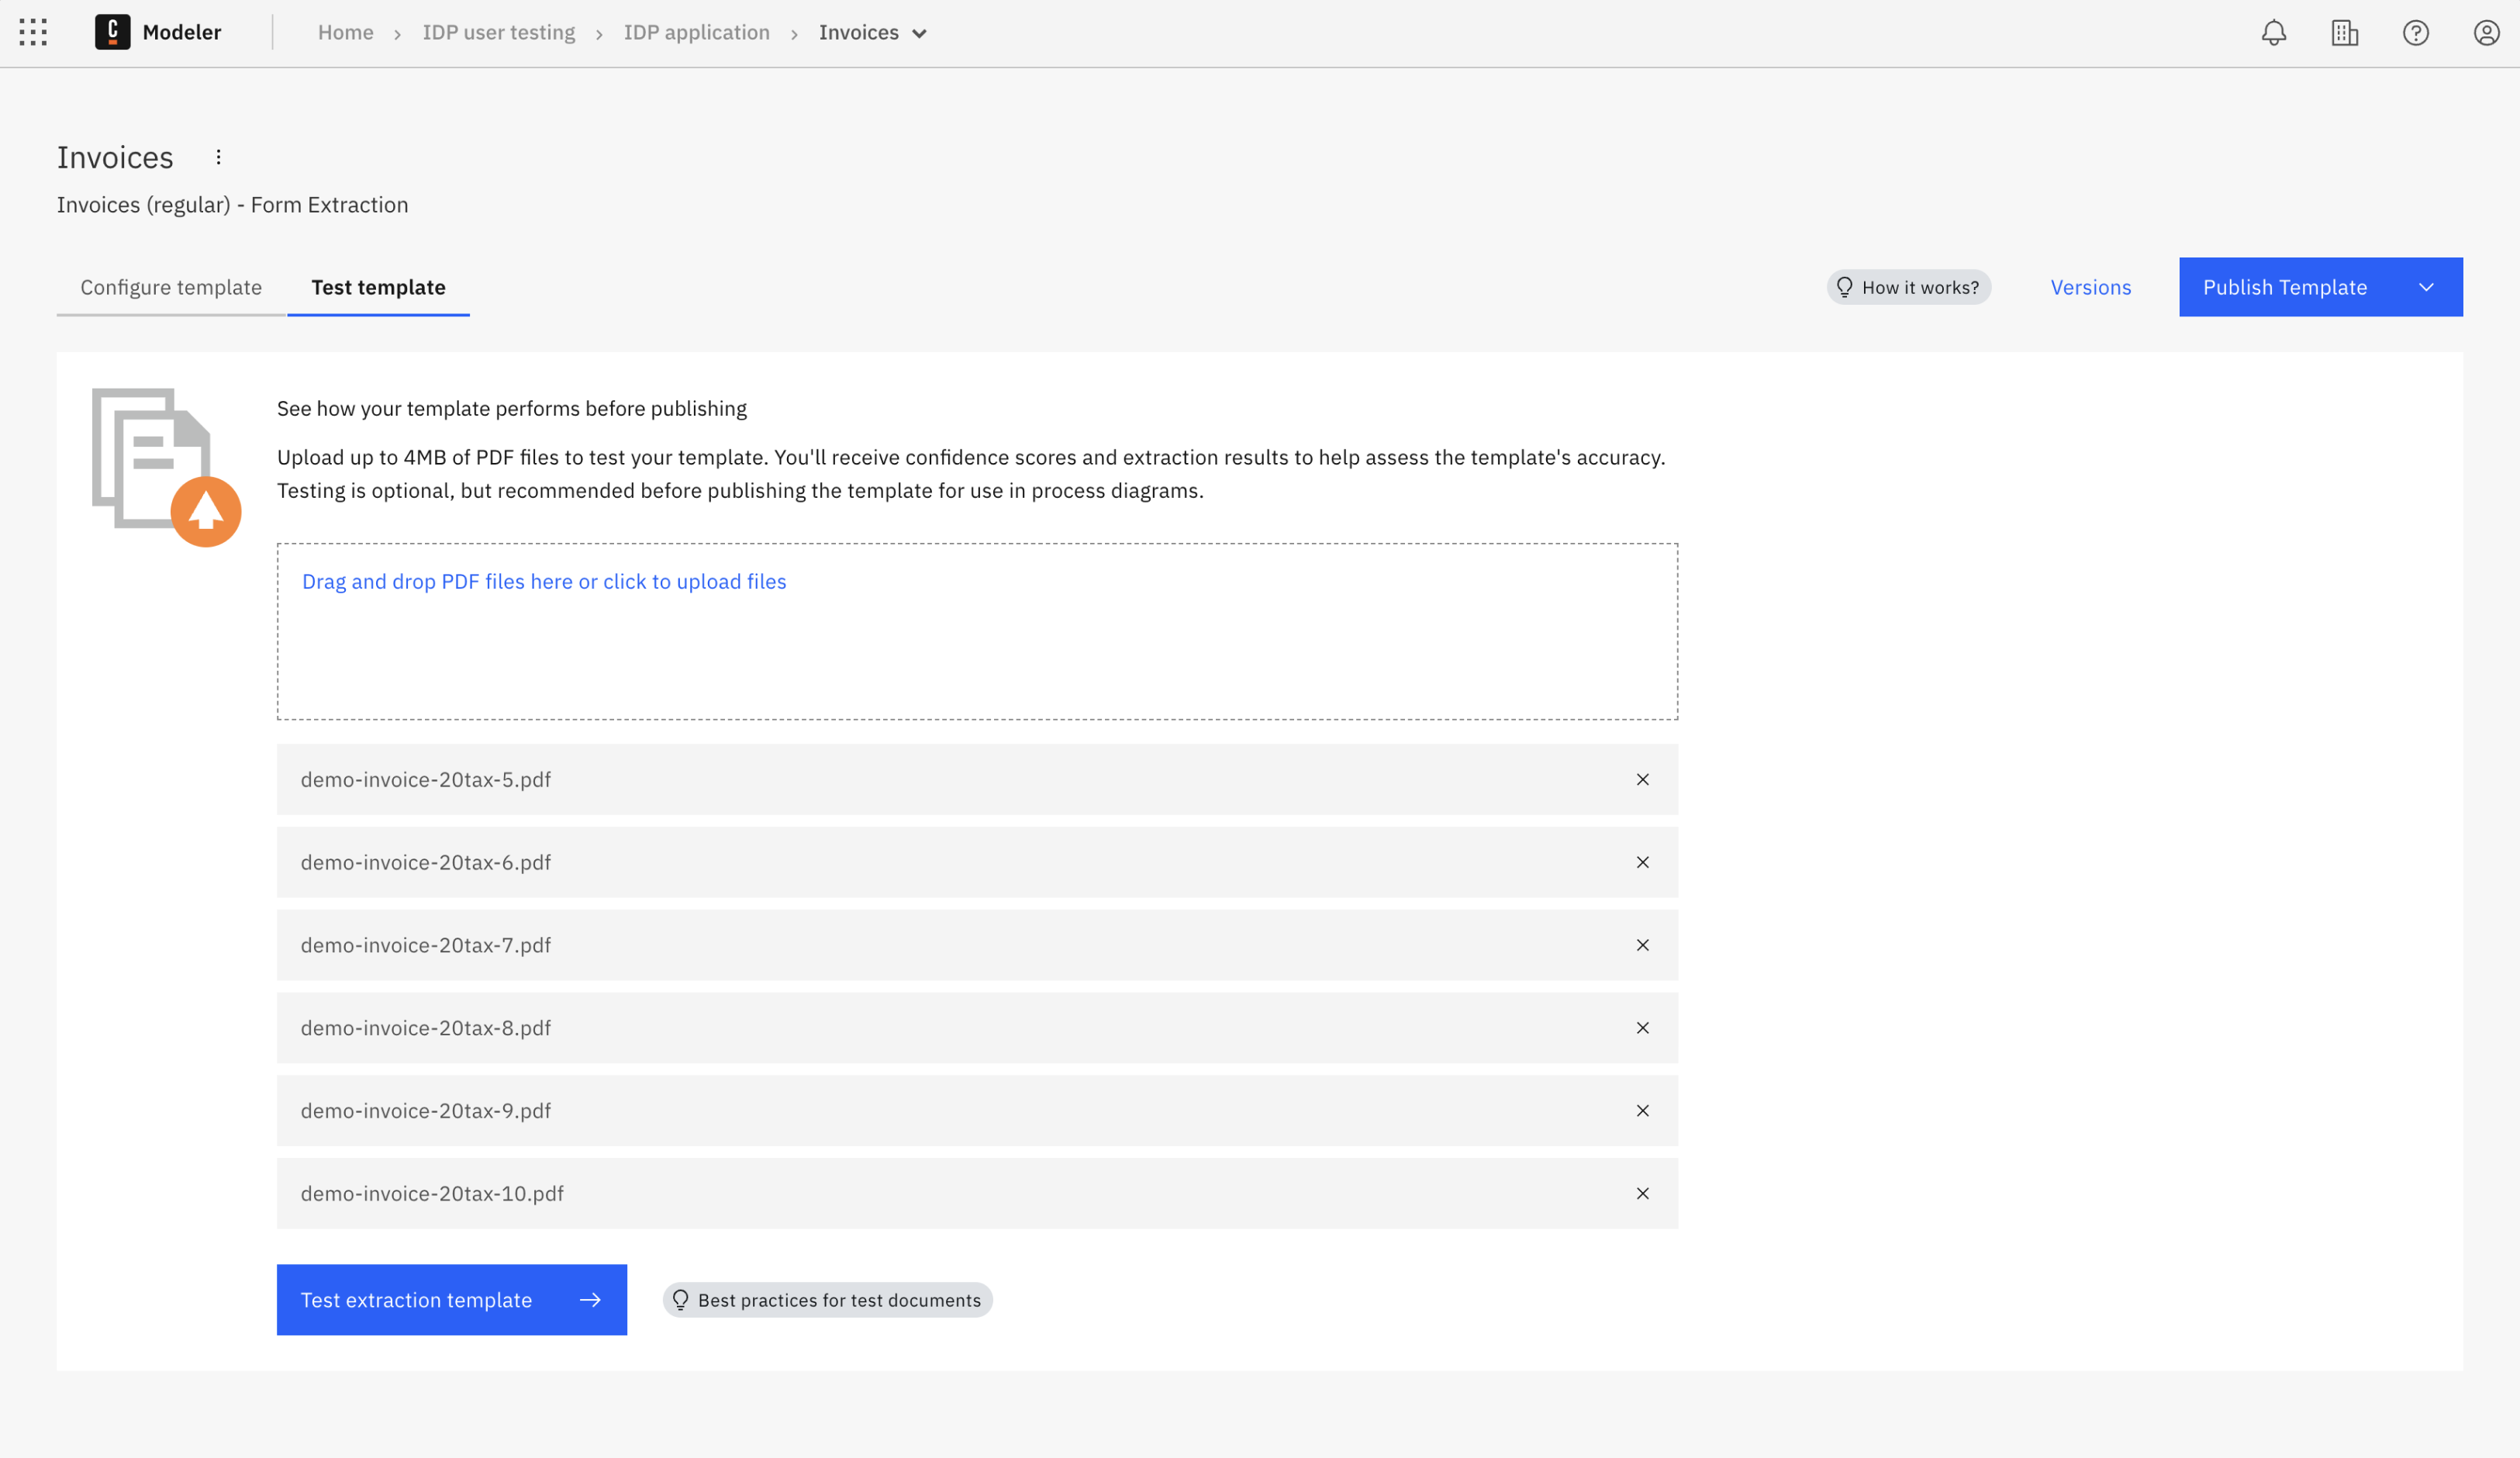 Modeler
Home › IDP user testing › IDP application › Invoices
Invoices
Invoices (regular) - Form Extraction
Configure template
Test template
How it works?
Versions
Publish Template
See how your template performs before publishing
Upload up to 4MB of PDF files to test your template. You'll receive confidence scores and extraction results to help assess the template's accuracy.
Testing is optional, but recommended before publishing the template for use in process diagrams.
Drag and drop PDF files here or click to upload files
demo-invoice-20tax-5.pdf
demo-invoice-20tax-6.pdf
demo-invoice-20tax-7.pdf
demo-invoice-20tax-8.pdf
demo-invoice-20tax-9.pdf
demo-invoice-20tax-10.pdf
Test extraction template
Best practices for test documents